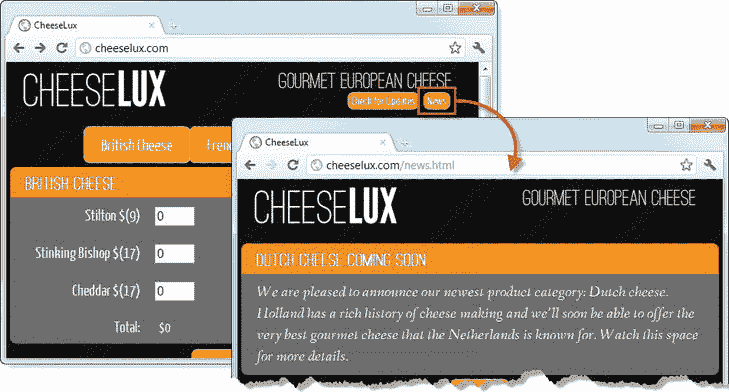 CheeseLux
cheeselux.com
CHEESELUX
GOURMET EUROPEAN CHEESE
Check for Updates
News
British Cheese
Fren
BRITISH CHEESE
Stilton $(9)
0
Stinking Bishop $(17)
0
Cheddar $(17)
0
Total:
$0
CheeseLux
cheeselux.com/news.html
CHEESELUX
GOURMET EUROPEAN CHEESE
DUTCH CHEESE COMING SOON
We are pleased to announce our newest product category: Dutch cheese.
Holland has a rich history of cheese making and we'll soon be able to offer the
very best gourmet cheese that the Netherlands is known for. Watch this space
for more details.